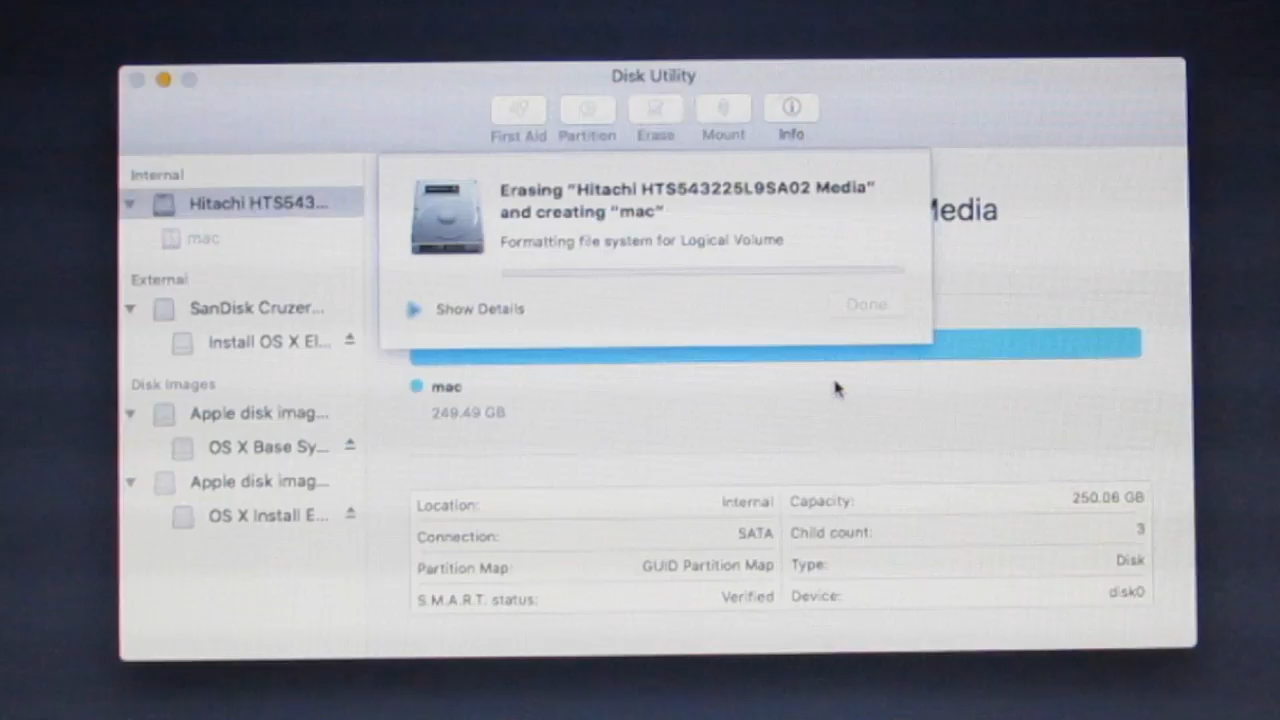 Disk Utility
First Aid
Partition
Erase
Mount
Info
Internal
Hitachi HTS543...
mac
External
SanDisk Cruzer...
Install OS X El...
Disk Images
Apple disk imag...
OS X Base Sy...
Apple disk imag...
OS X Install E...
Erasing "Hitachi HTS543225L9SA02 Media"
and creating "mac"
Formatting file system for Logical Volume
Show Details
Done
Media
mac
249.49 GB
Location: Internal
Connection: SATA
Partition Map: GUID Partition Map
S.M.A.R.T. status: Verified
Capacity: 250.06 GB
Child count: 3
Type: Disk
Device: disk0